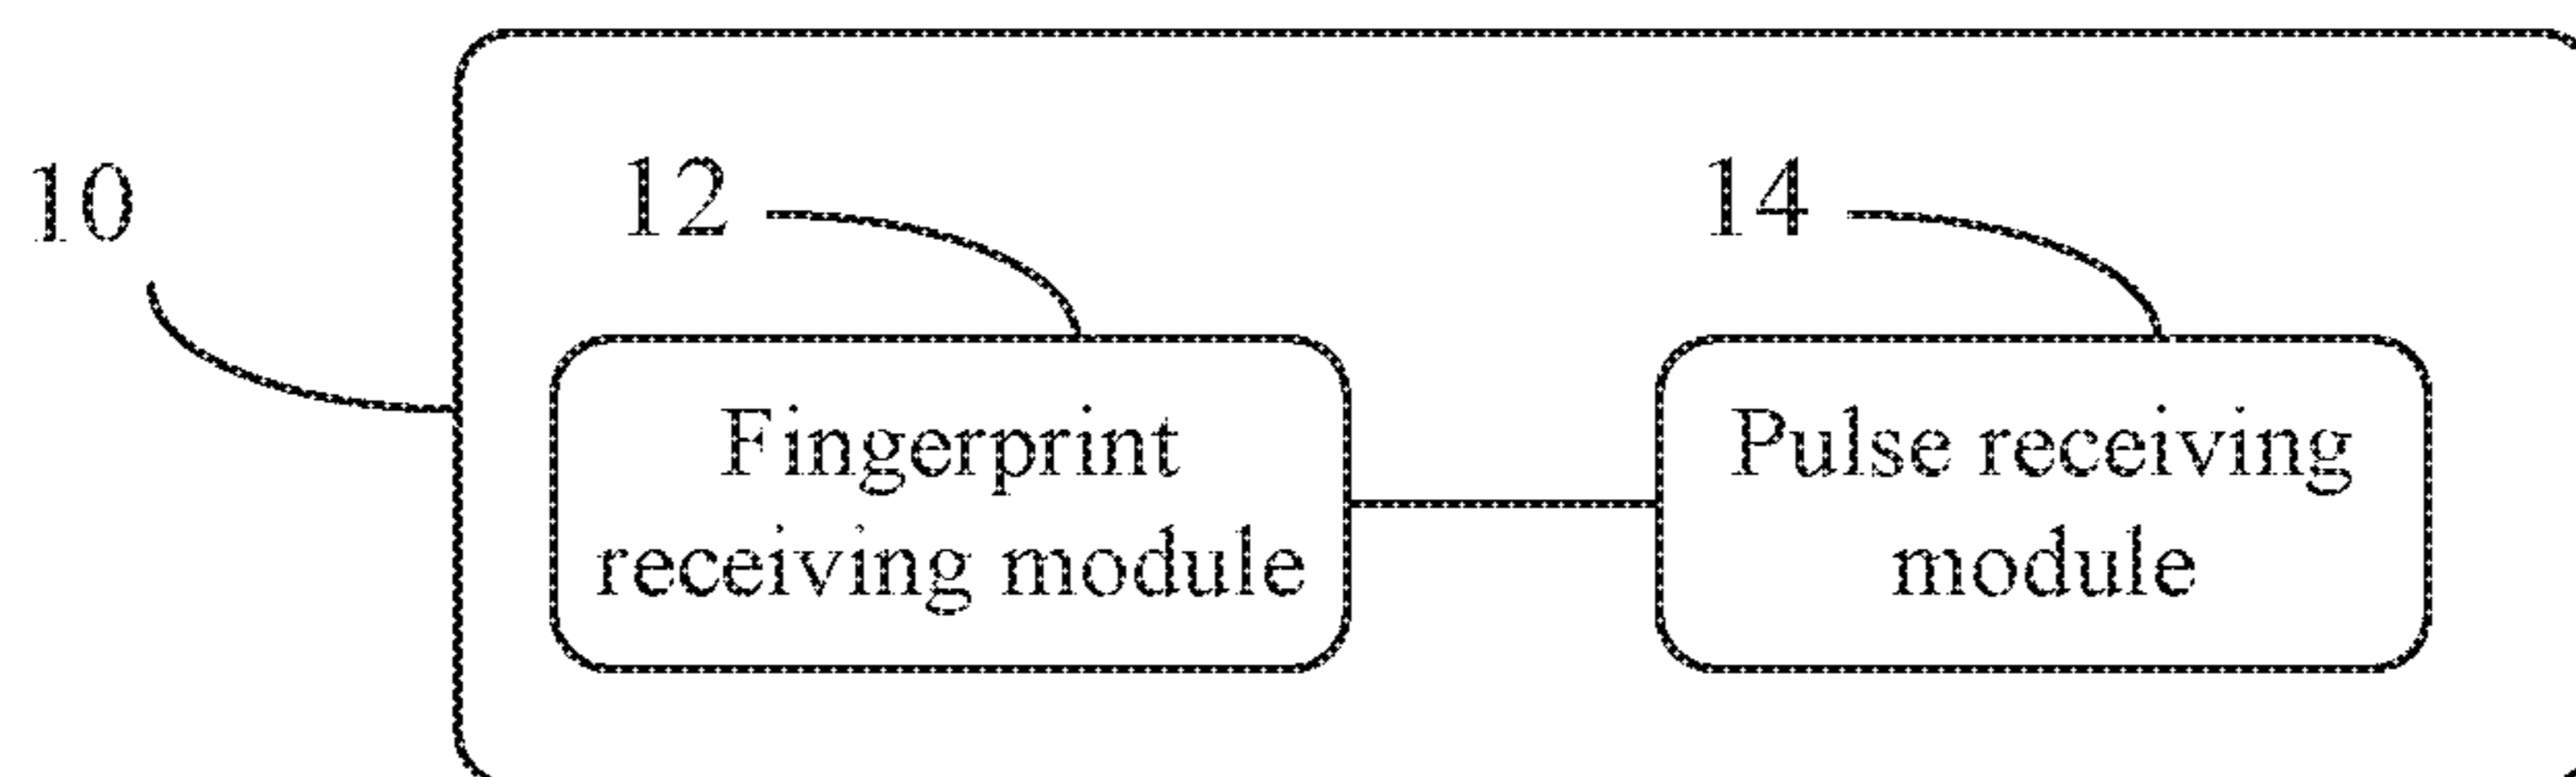 10
12
14
Fingerprint
receiving module
Pulse receiving
module